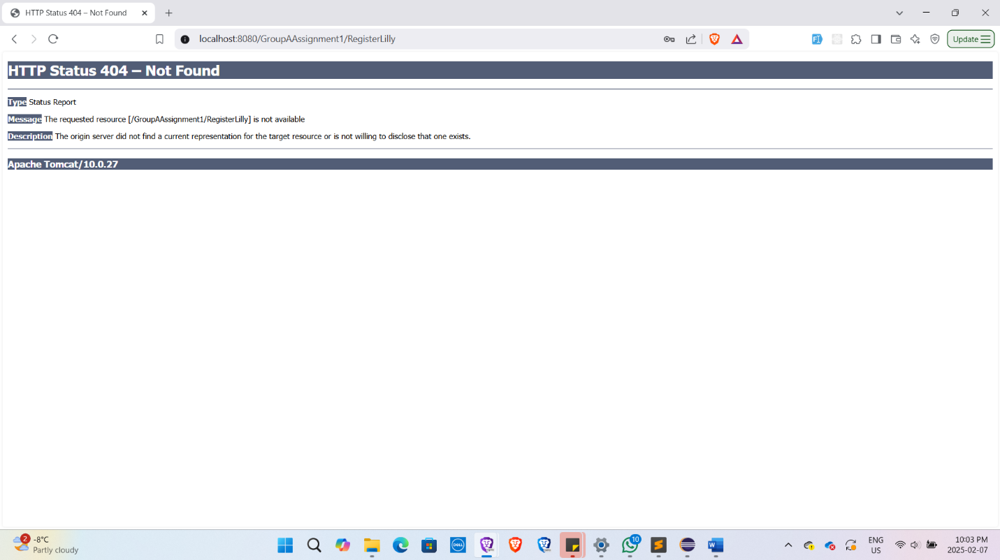 HTTP Status 404 – Not Found
localhost:8080/GroupAAssignment1/RegisterLilly
Update
HTTP Status 404 – Not Found
Type Status Report
Message The requested resource [/GroupAAssignment1/RegisterLilly] is not available
Description The origin server did not find a current representation for the target resource or is not willing to disclose that one exists.
Apache Tomcat/10.0.27
2
-8°C
Partly cloudy
DELL
10
ENG
US
10:03 PM
2025-02-07